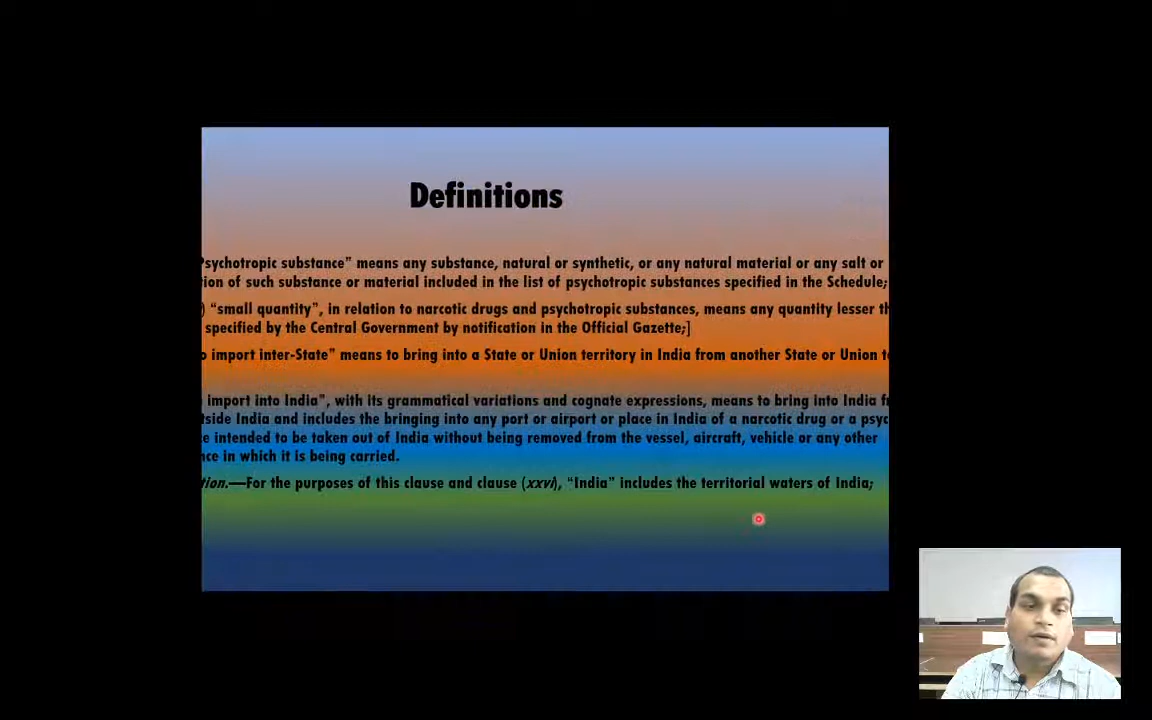 Definitions
Psychotropic substance” means any substance, natural or synthetic, or any natural material or any salt or
tion of such substance or material included in the list of psychotropic substances specified in the Schedule;
) “small quantity”, in relation to narcotic drugs and psychotropic substances, means any quantity lesser th
specified by the Central Government by notification in the Official Gazette;]
o import inter-State” means to bring into a State or Union territory in India from another State or Union te
import into India”, with its grammatical variations and cognate expressions, means to bring into India f
tside India and includes the bringing into any port or airport or place in India of a narcotic drug or a psyc
ce intended to be taken out of India without being removed from the vessel, aircraft, vehicle or any other
nce in which it is being carried.
tion.—For the purposes of this clause and clause (xxvi), “India” includes the territorial waters of India;